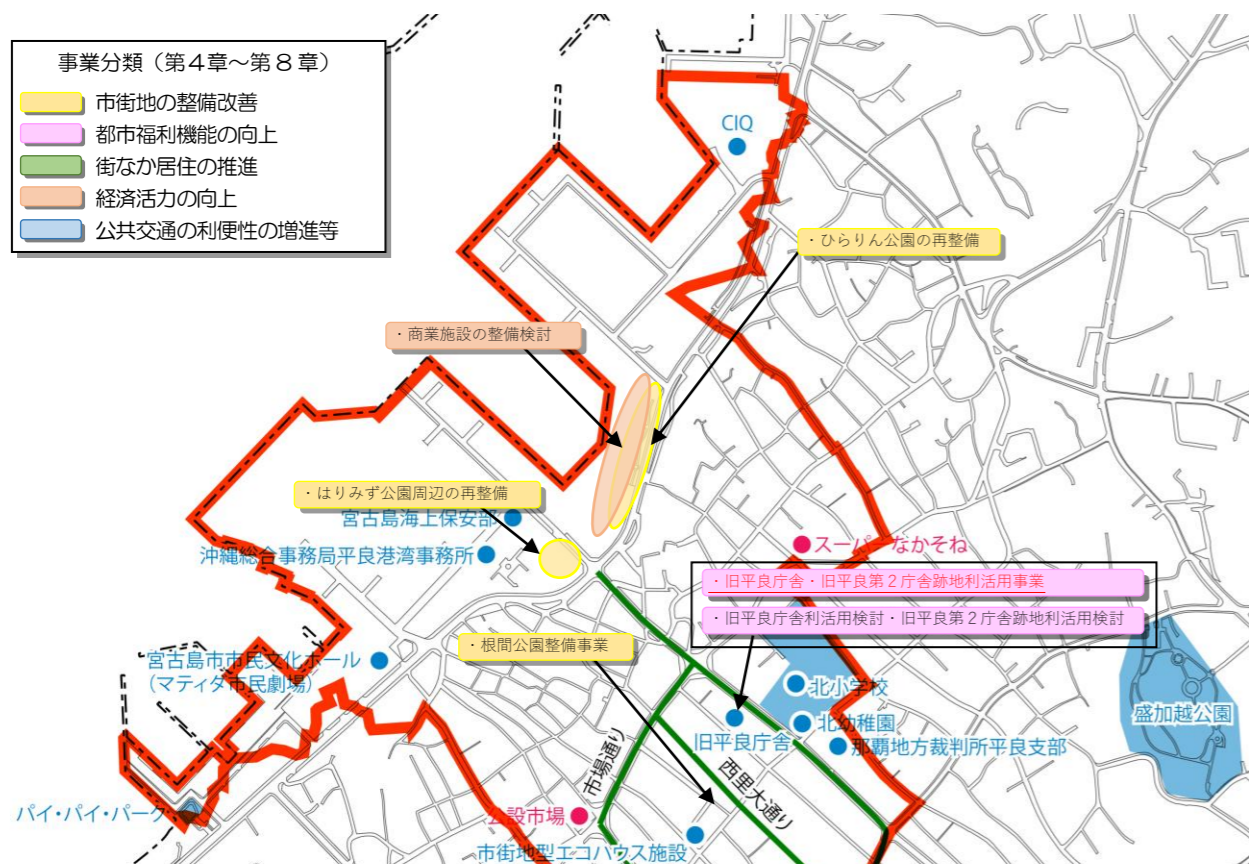 事業分類（第４章～第８章）
市街地の整備改善
都市福利機能の向上
街なか居住の推進
経済活力の向上
公共交通の利便性の増進等
CIQ
・ひらりん公園の再整備
・商業施設の整備検討
・はりみず公園周辺の再整備
宮古島海上保安部
沖縄総合事務局平良港湾事務所
スーパーなかそね
・旧平良庁舎・旧平良第２庁舎跡地利活用事業
・旧平良庁舎利活用検討・旧平良第２庁舎跡地利活用検討
・根間公園整備事業
宮古島市市民文化ホール
（マティダ市民劇場）
北小学校
北幼稚園
旧平良庁舎
那覇地方裁判所平良支部
盛加越公園
市場通り
西里大通り
パイ・パイ・パーク
公設市場
市街地型エコハウス施設